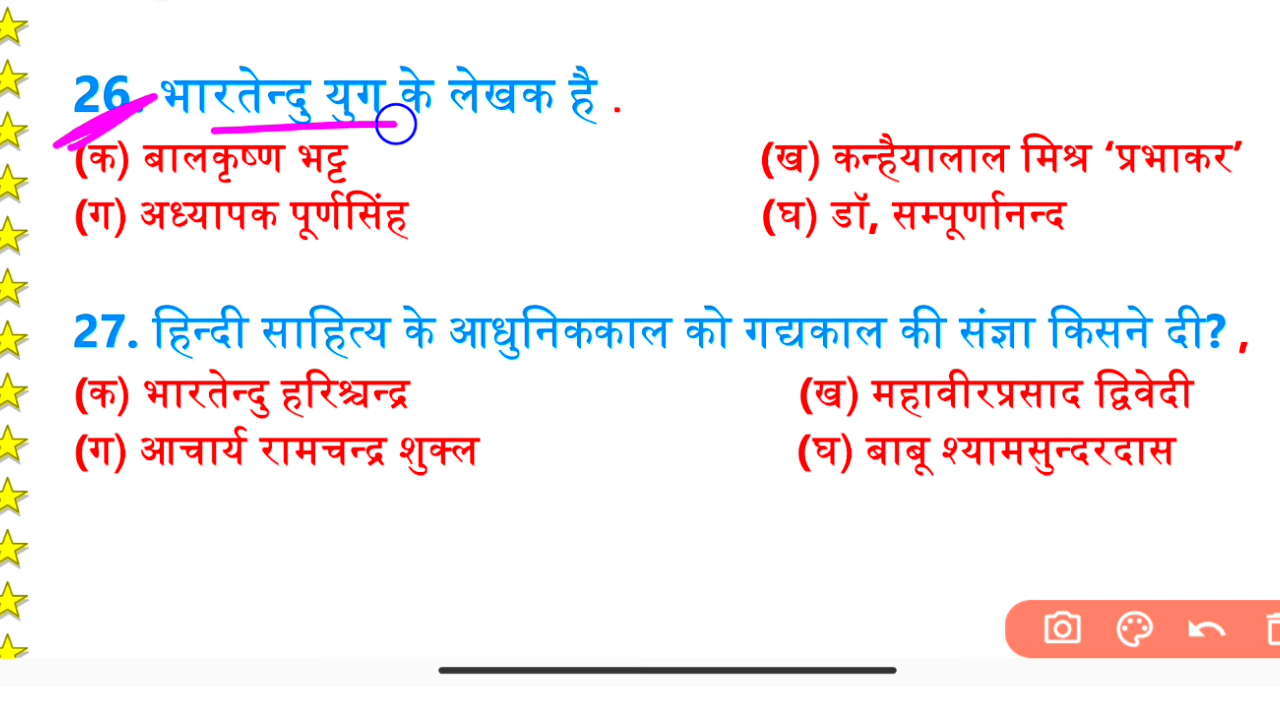 26. भारतेन्दु युग के लेखक है .
(क) बालकृष्ण भट्ट (ख) कन्हैयालाल मिश्र ‘प्रभाकर’
(ग) अध्यापक पूर्णसिंह (घ) डॉ, सम्पूर्णानन्द
27. हिन्दी साहित्य के आधुनिककाल को गद्यकाल की संज्ञा किसने दी? ,
(क) भारतेन्दु हरिश्चन्द्र (ख) महावीरप्रसाद द्विवेदी
(ग) आचार्य रामचन्द्र शुक्ल (घ) बाबू श्यामसुन्दरदास